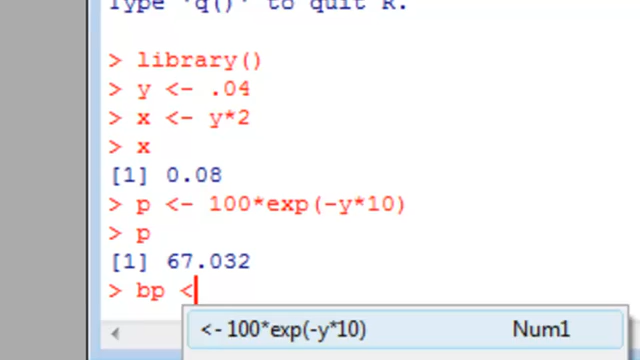 Type 'q()' to quit R.
> library()
> y <- .04
> x <- y*2
> x
[1] 0.08
> p <- 100*exp(-y*10)
> p
[1] 67.032
> bp <
<- 100*exp(-y*10) Num1